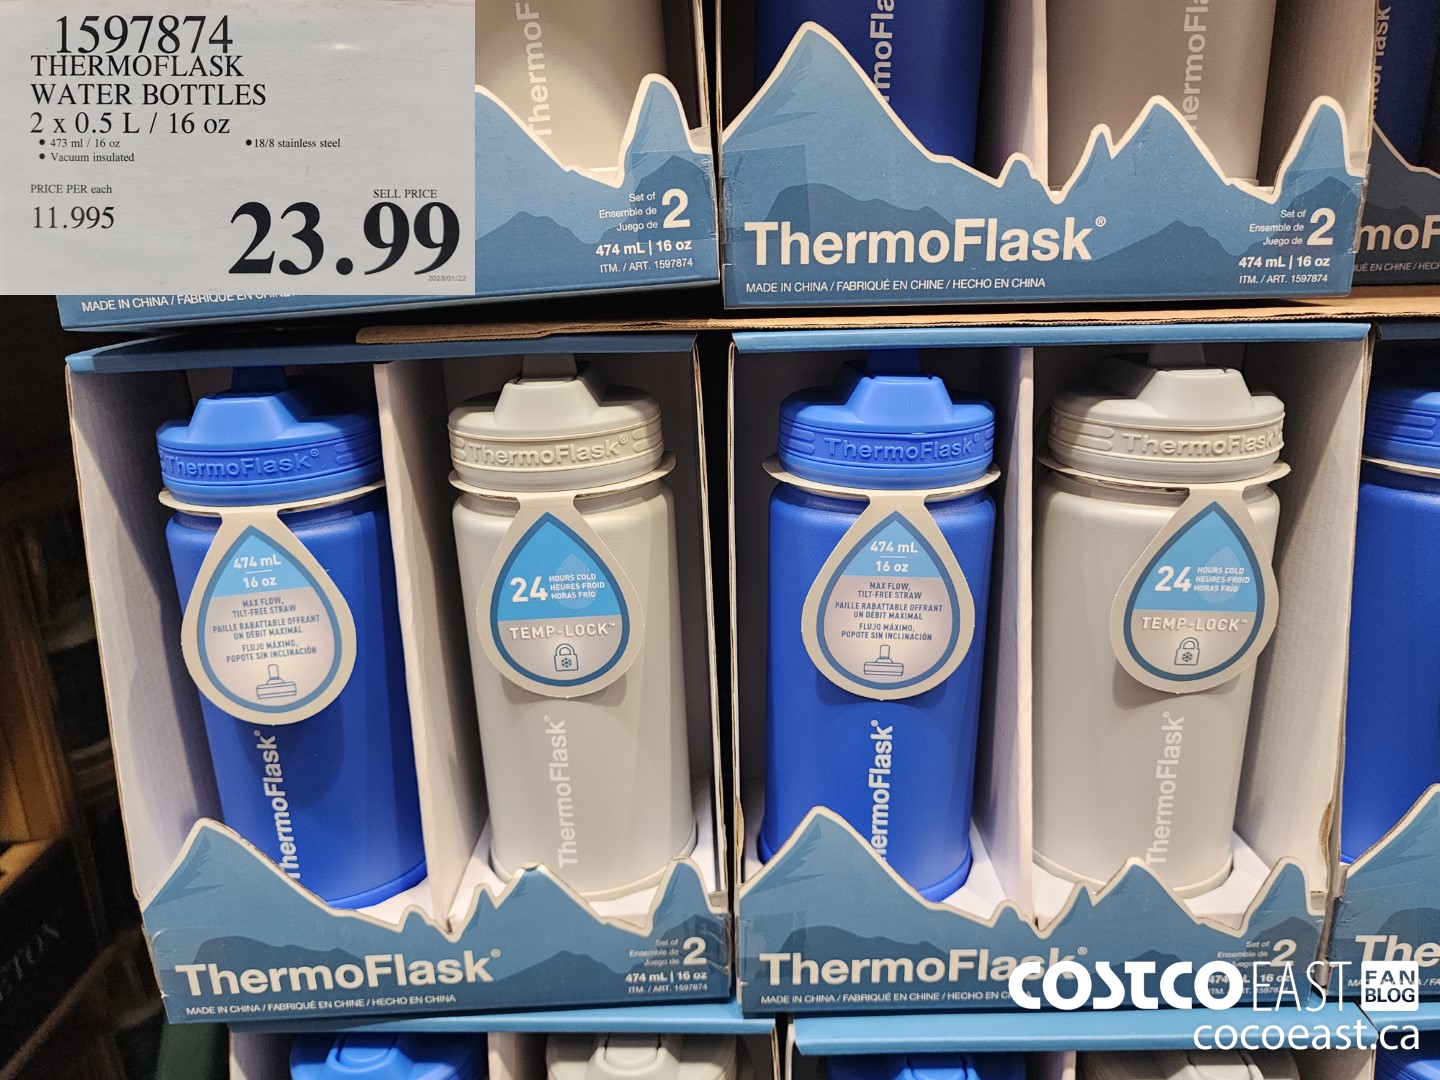 1597874
THERMOFLASK
WATER BOTTLES
2 x 0.5 L / 16 oz
• 473 ml / 16 oz
• 18/8 stainless steel
• Vacuum insulated
PRICE PER each
11.995
SELL PRICE
23.99
2023/01/22
ThermoFlask
Set of
Ensemble de
Juego de
2
474 mL | 16 oz
ITM. / ART. 1597874
MADE IN CHINA / FABRIQUÉ EN CHINE
ThermoFlask®
Set of
Ensemble de
Juego de
2
474 mL | 16 oz
ITM. / ART. 1597874
MADE IN CHINA / FABRIQUÉ EN CHINE / HECHO EN CHINA
ThermoFlask®
474 mL
16 oz
MAX FLOW,
TILT-FREE STRAW
PAILLE RABATTABLE OFFRANT
UN DÉBIT MAXIMAL
FLUJO MÁXIMO,
POPOTE SIN INCLINACIÓN
ThermoFlask®
ThermoFlask®
24 HOURS COLD
HEURES FROID
HORAS FRÍO
TEMP-LOCK™
ThermoFlask®
ThermoFlask®
474 mL
16 oz
MAX FLOW,
TILT-FREE STRAW
PAILLE RABATTABLE OFFRANT
UN DÉBIT MAXIMAL
FLUJO MÁXIMO,
POPOTE SIN INCLINACIÓN
ThermoFlask®
ThermoFlask
24 HOURS COLD
HEURES FROID
HORAS FRÍO
TEMP-LOCK™
ThermoFlask®
ThermoFlask®
Set of
Ensemble de
Juego de
2
474 mL | 16 oz
ITM. / ART. 1597874
MADE IN CHINA / FABRIQUÉ EN CHINE / HECHO EN CHINA
ThermoFlask®
Set of
2
MADE IN CHINA / FABRIQUÉ EN CHINE / HECHO EN
The
COSTCO EAST FAN
BLOG
cocoeast.ca